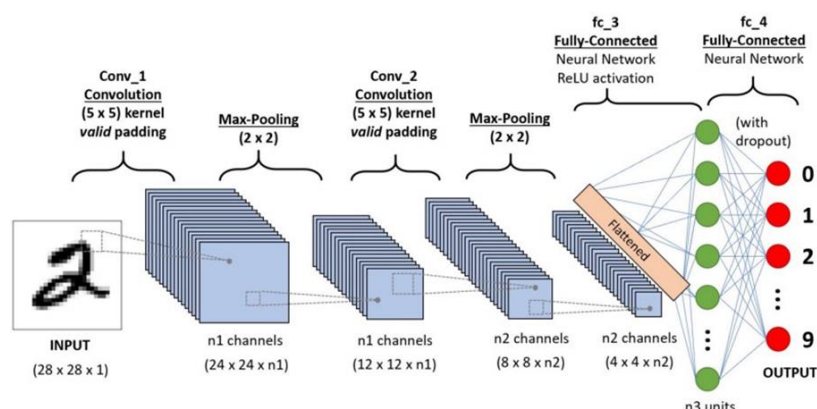 fc_3
Fully-Connected
Neural Network
ReLU activation
fc_4
Fully-Connected
Neural Network
Conv_1
Convolution
(5 x 5) kernel
valid padding
Max-Pooling
(2 x 2)
Conv_2
Convolution
(5 x 5) kernel
valid padding
Max-Pooling
(2 x 2)
(with
dropout)
Flattened
0
1
2
9
OUTPUT
INPUT
(28 x 28 x 1)
n1 channels
(24 x 24 x n1)
n1 channels
(12 x 12 x n1)
n2 channels
(8 x 8 x n2)
n2 channels
(4 x 4 x n2)
n3 units